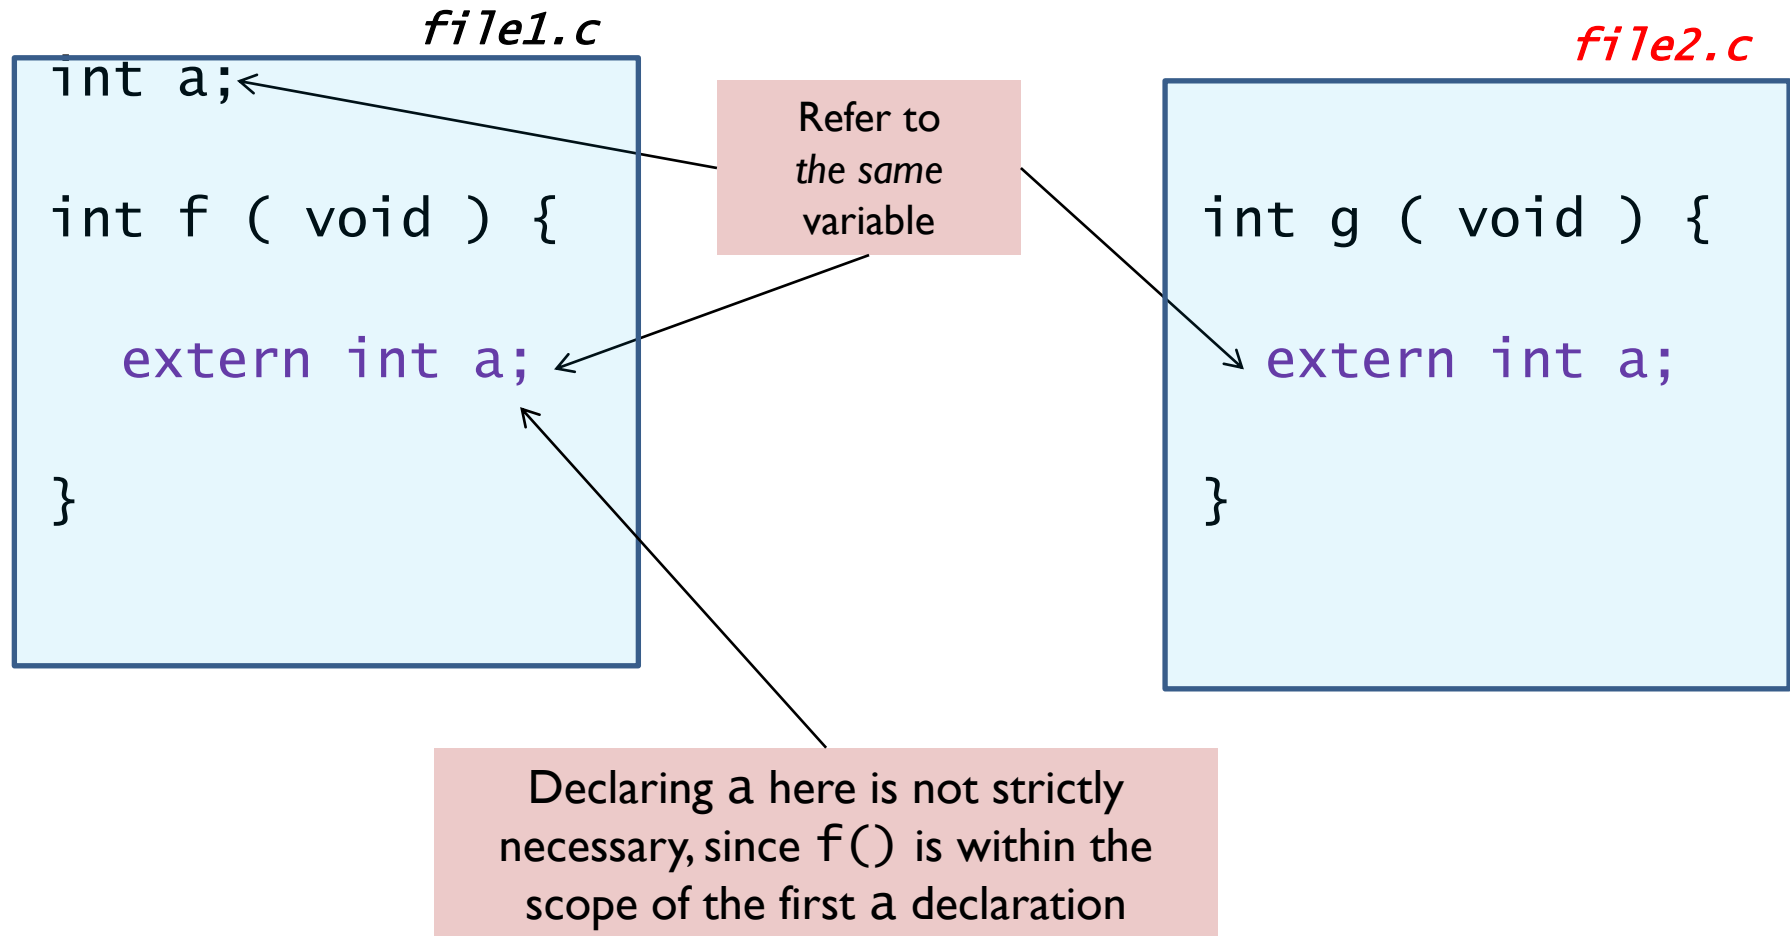 file1.c
int a;
int f ( void ) {
extern int a;
}
Refer to
the same
variable
file2.c
int g ( void ) {
extern int a;
}
Declaring a here is not strictly
necessary, since f() is within the
scope of the first a declaration